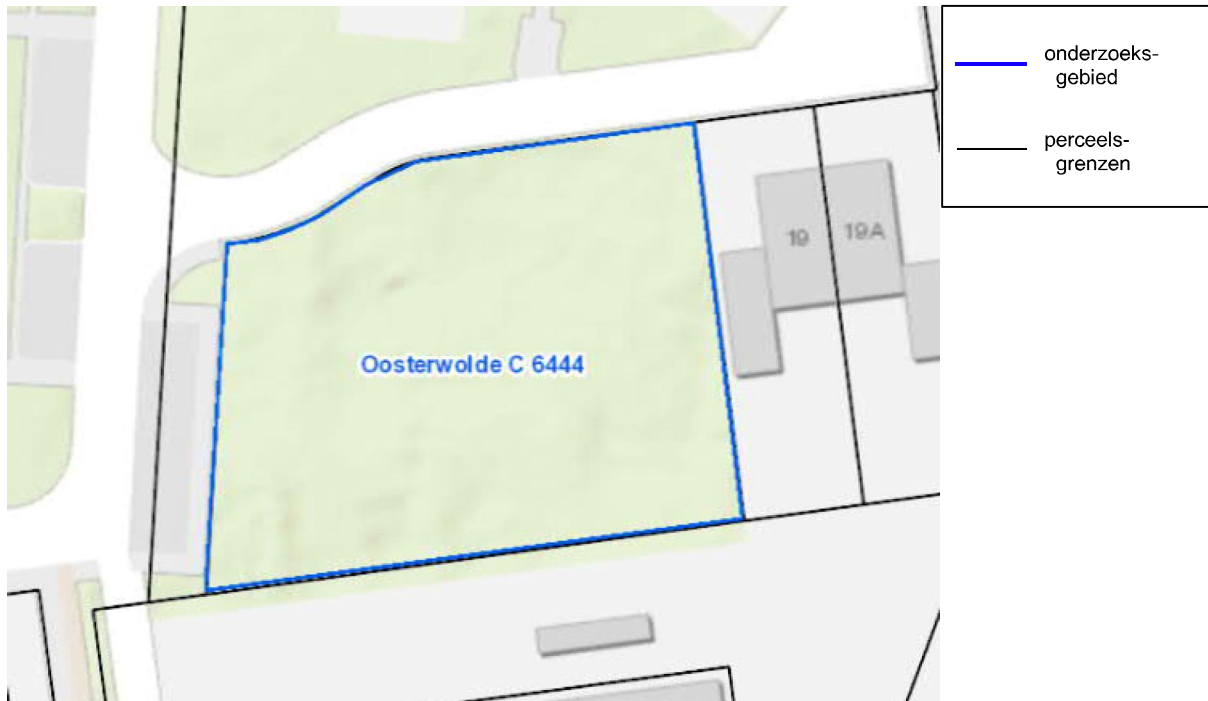 onderzoeks-
gebied
perceels-
grenzen
19
19A
Oosterwolde C 6444